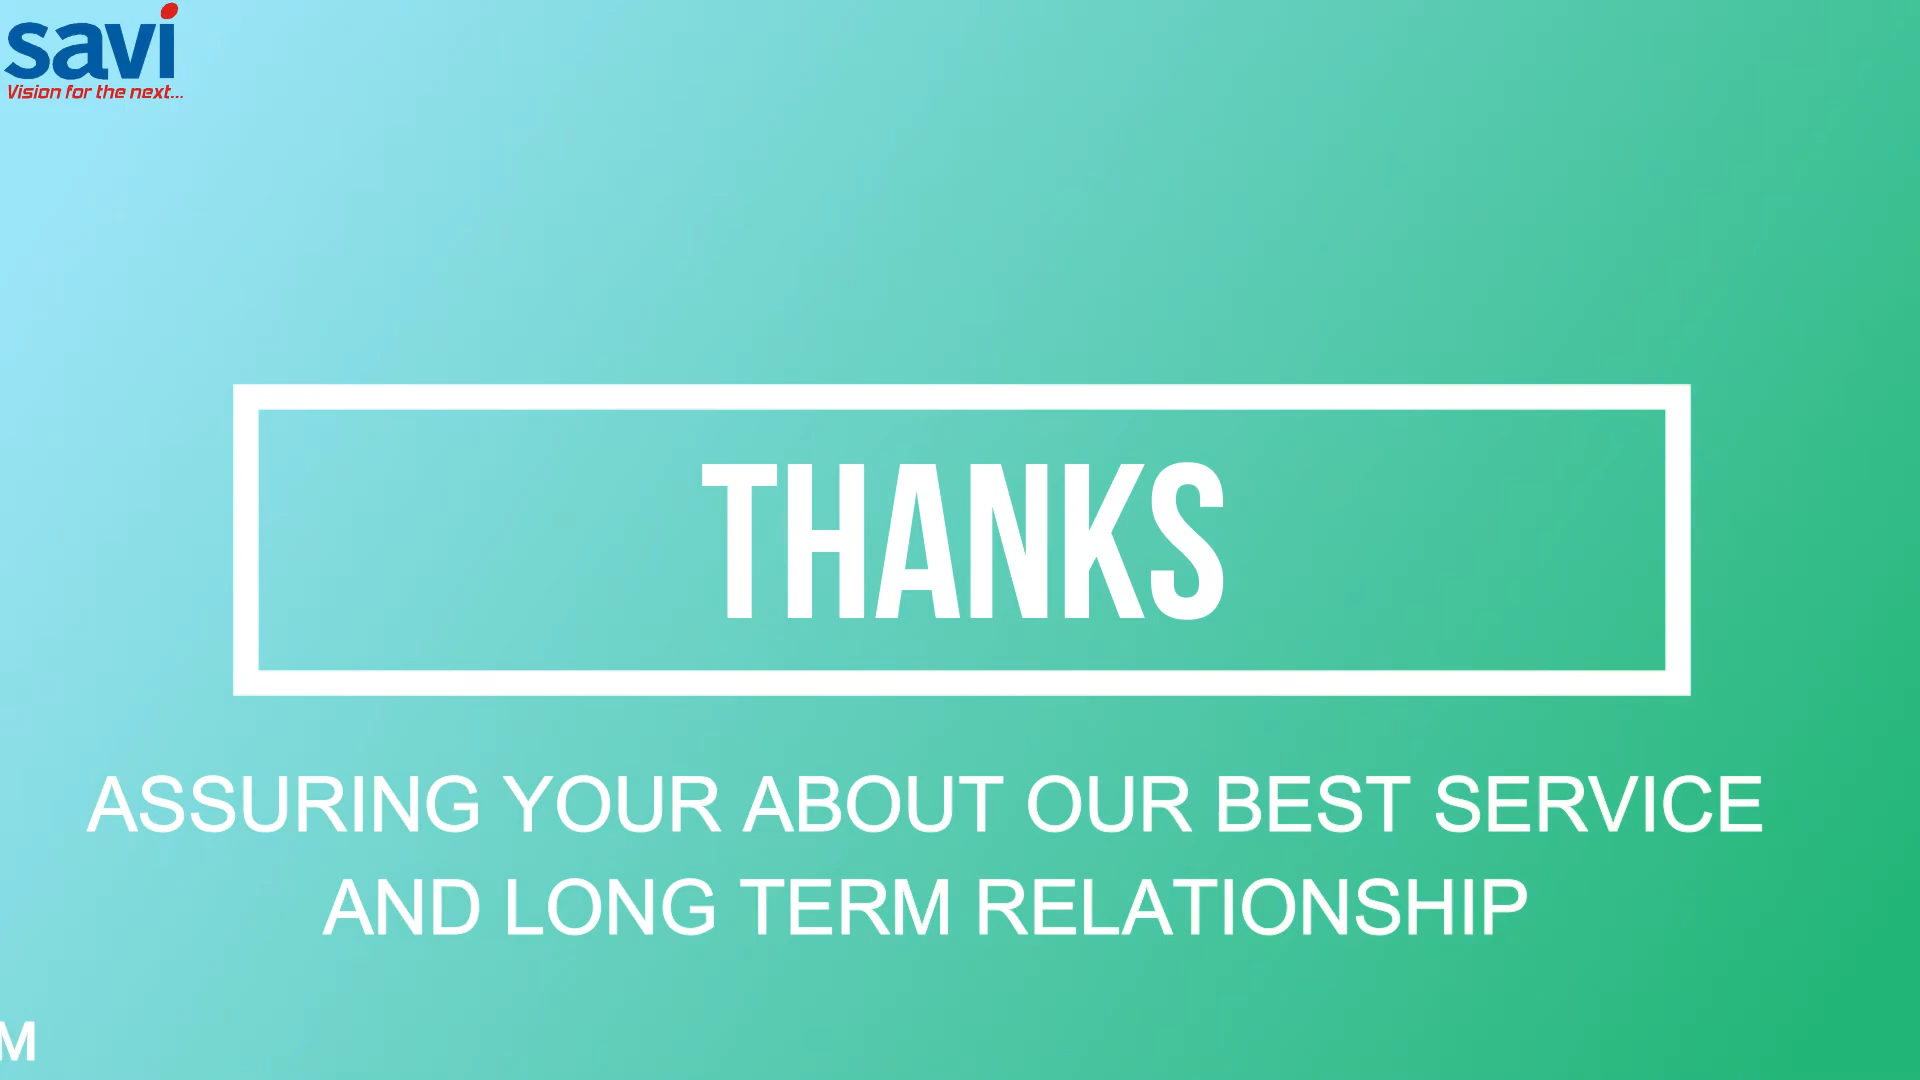 savi
Vision for the next...
THANKS
ASSURING YOUR ABOUT OUR BEST SERVICE
AND LONG TERM RELATIONSHIP
M